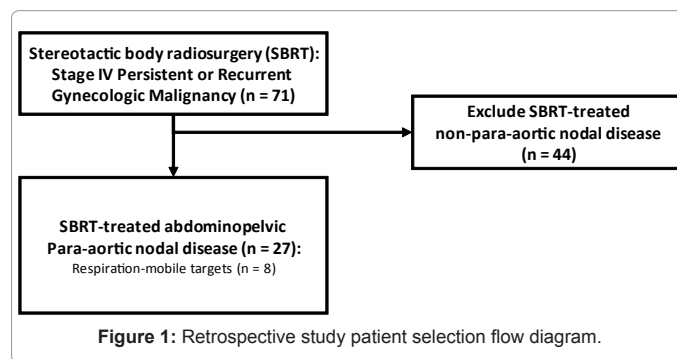 Stereotactic body radiosurgery (SBRT):
Stage IV Persistent or Recurrent
Gynecologic Malignancy (n = 71)
Exclude SBRT-treated
non-para-aortic nodal disease
(n = 44)
SBRT-treated abdominopelvic
Para-aortic nodal disease (n = 27):
Respiration-mobile targets (n = 8)
Figure 1: Retrospective study patient selection flow diagram.